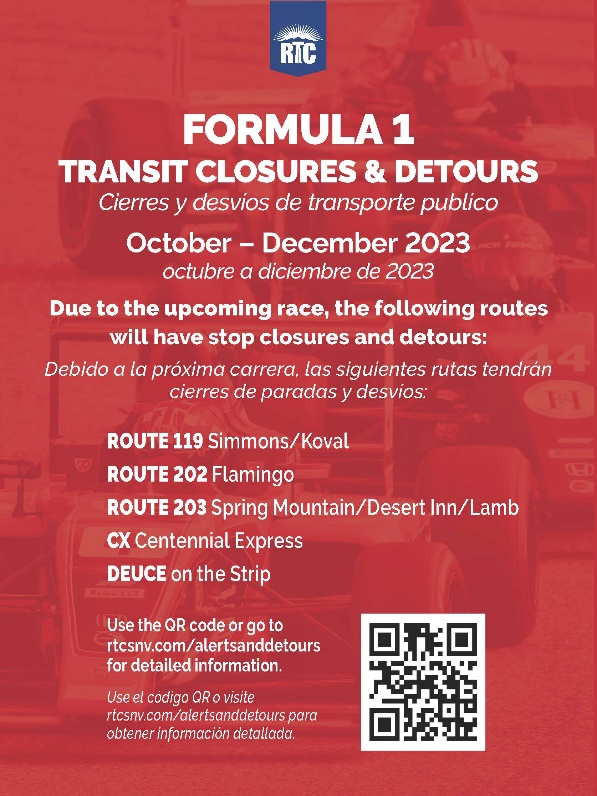 RTC
FORMULA 1
TRANSIT CLOSURES & DETOURS
Cierres y desvios de transporte publico
October – December 2023
octubre a diciembre de 2023
Due to the upcoming race, the following routes
will have stop closures and detours:
Debido a la próxima carrera, las siguientes rutas tendrán
cierres de paradas y desvíos:
ROUTE 119 Simmons/Koval
ROUTE 202 Flamingo
ROUTE 203 Spring Mountain/Desert Inn/Lamb
CX Centennial Express
DEUCE on the Strip
Use the QR code or go to
rtcsnv.com/alertsanddetours
for detailed information.
Use el código QR o visite
rtcsnv.com/alertsanddetours para
obtener información detallada.
44